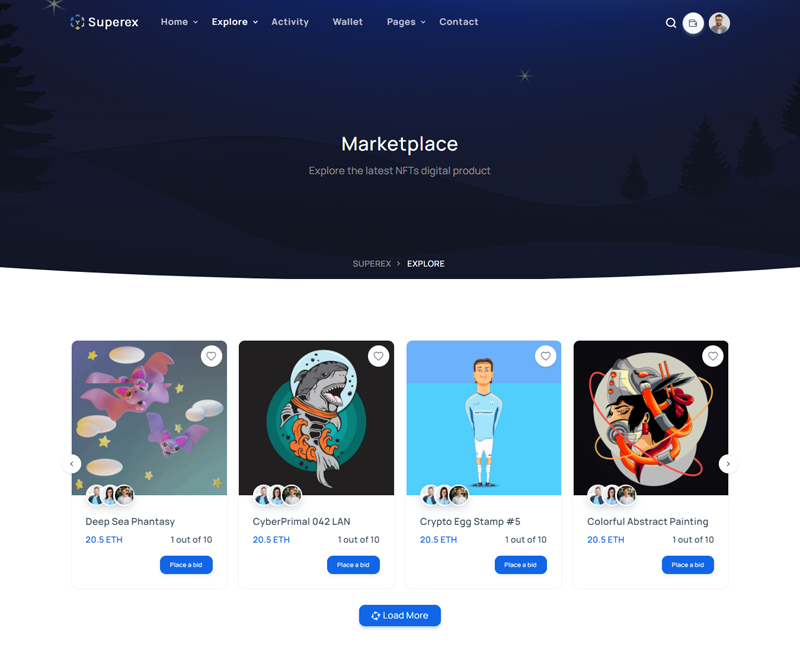 Superex Home Explore Activity Wallet Pages Contact
Marketplace
Explore the latest NFTs digital product
SUPEREX > EXPLORE
Deep Sea Phantasy
20.5 ETH 1 out of 10
Place a bid
CyberPrimal 042 LAN
20.5 ETH 1 out of 10
Place a bid
Crypto Egg Stamp #5
20.5 ETH 1 out of 10
Place a bid
Colorful Abstract Painting
20.5 ETH 1 out of 10
Place a bid
Load More